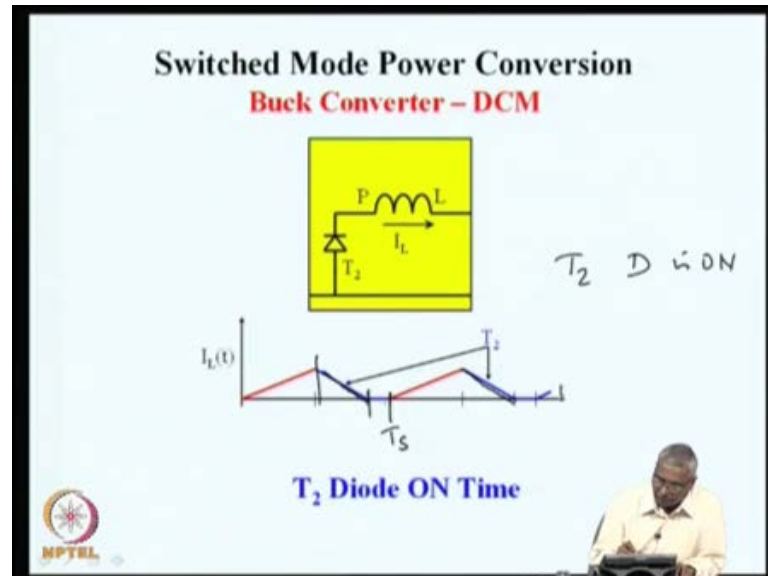 Switched Mode Power Conversion
Buck Converter – DCM
P L
I_L
T₂
T₂ D is ON
T₂
I_L(t)
t
T_S
T₂ Diode ON Time
NPTEL